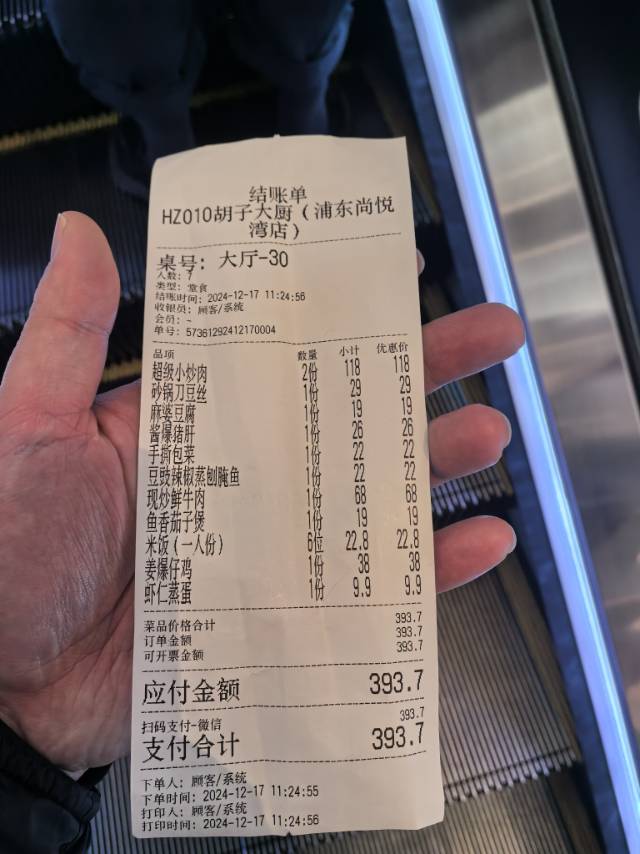 结账单
HZ010胡子大厨（浦东尚悦
湾店）
桌号：大厅-30
人数：7
类型：堂食
结账时间：2024-12-17 11:24:56
收银员：顾客/系统
会员：-
单号：57361292412170004
品项 数量 小计 优惠价
超级小炒肉 2份 118 118
砂锅刀豆丝 1份 29 29
麻婆豆腐 1份 19 19
酱爆猪肝 1份 26 26
手撕包菜 1份 22 22
豆豉辣椒蒸刨腌鱼 1份 22 22
现炒鲜牛肉 1份 68 68
鱼香茄子煲 1份 19 19
米饭（一人份） 6位 22.8 22.8
姜爆仔鸡 1份 38 38
虾仁蒸蛋 1份 9.9 9.9
菜品价格合计 393.7
订单金额 393.7
可开票金额 393.7
应付金额 393.7
扫码支付-微信 393.7
支付合计 393.7
下单人：顾客/系统
下单时间：2024-12-17 11:24:55
打印人：顾客/系统
打印时间：2024-12-17 11:24:56